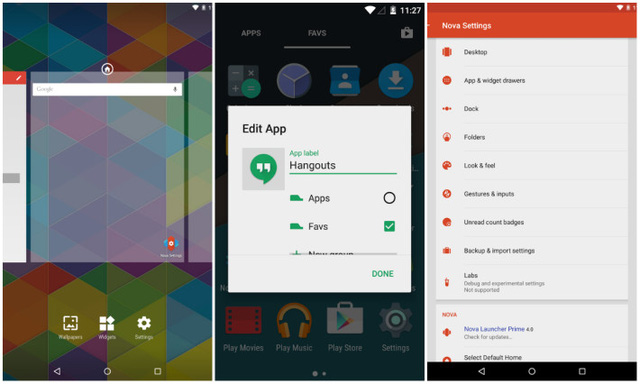 Google
Nova Settings
Wallpapers
Widgets
Settings
11:27
APPS
FAVS
Edit App
App label
Hangouts
Apps
Favs
New group
DONE
Play Movies
Play Music
Play Store
Settings
Nova Settings
Desktop
App & widget drawers
Dock
Folders
Look & feel
Gestures & inputs
Unread count badges
Backup & import settings
Labs
Debug and experimental settings
Not supported
NOVA
Nova Launcher Prime 4.0
Check for updates...
Select Default Home